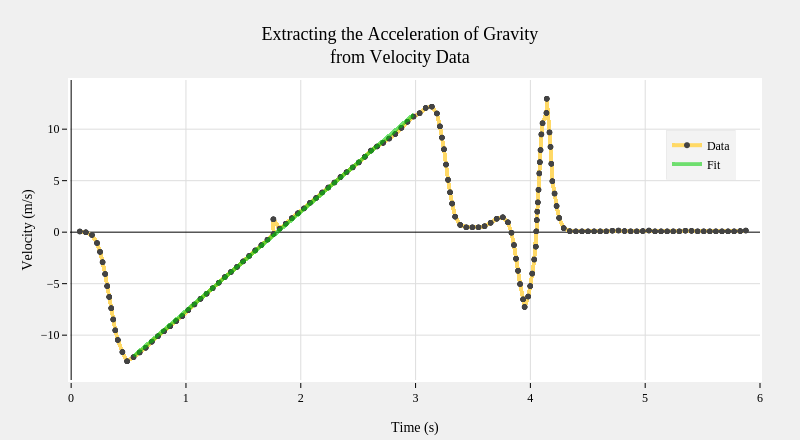 Extracting the Acceleration of Gravity
from Velocity Data
Velocity (m/s)
10
5
0
−5
−10
Data
Fit
0 1 2 3 4 5 6
Time (s)